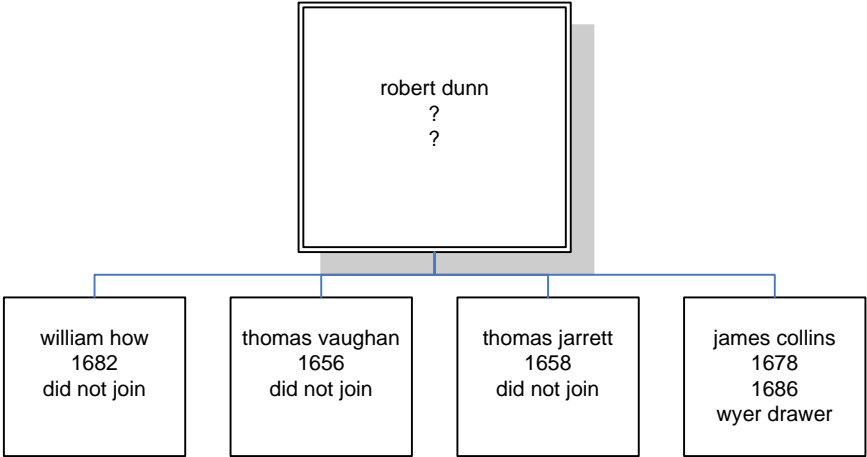 robert dunn
?
?
william how
1682
did not join
thomas vaughan
1656
did not join
thomas jarrett
1658
did not join
james collins
1678
1686
wyer drawer